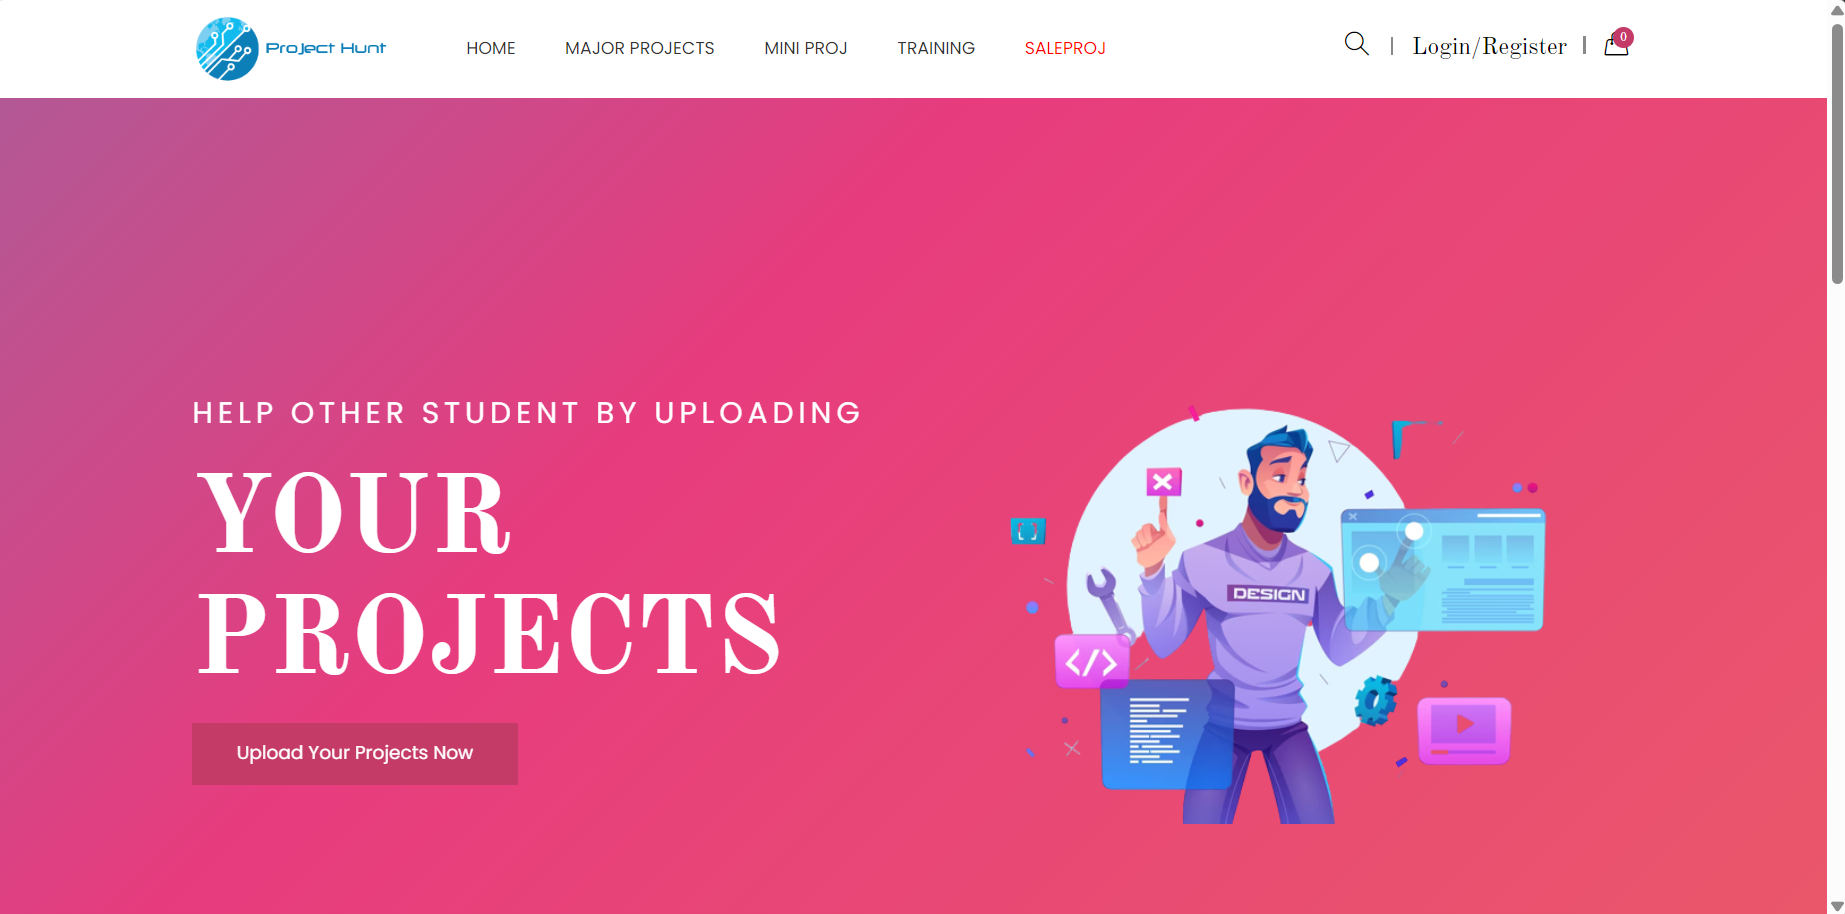 Project Hunt
HOME
MAJOR PROJECTS
MINI PROJ
TRAINING
SALEPROJ
| Login/Register |
0
HELP OTHER STUDENT BY UPLOADING
YOUR
PROJECTS
Upload Your Projects Now
DESIGN
</>